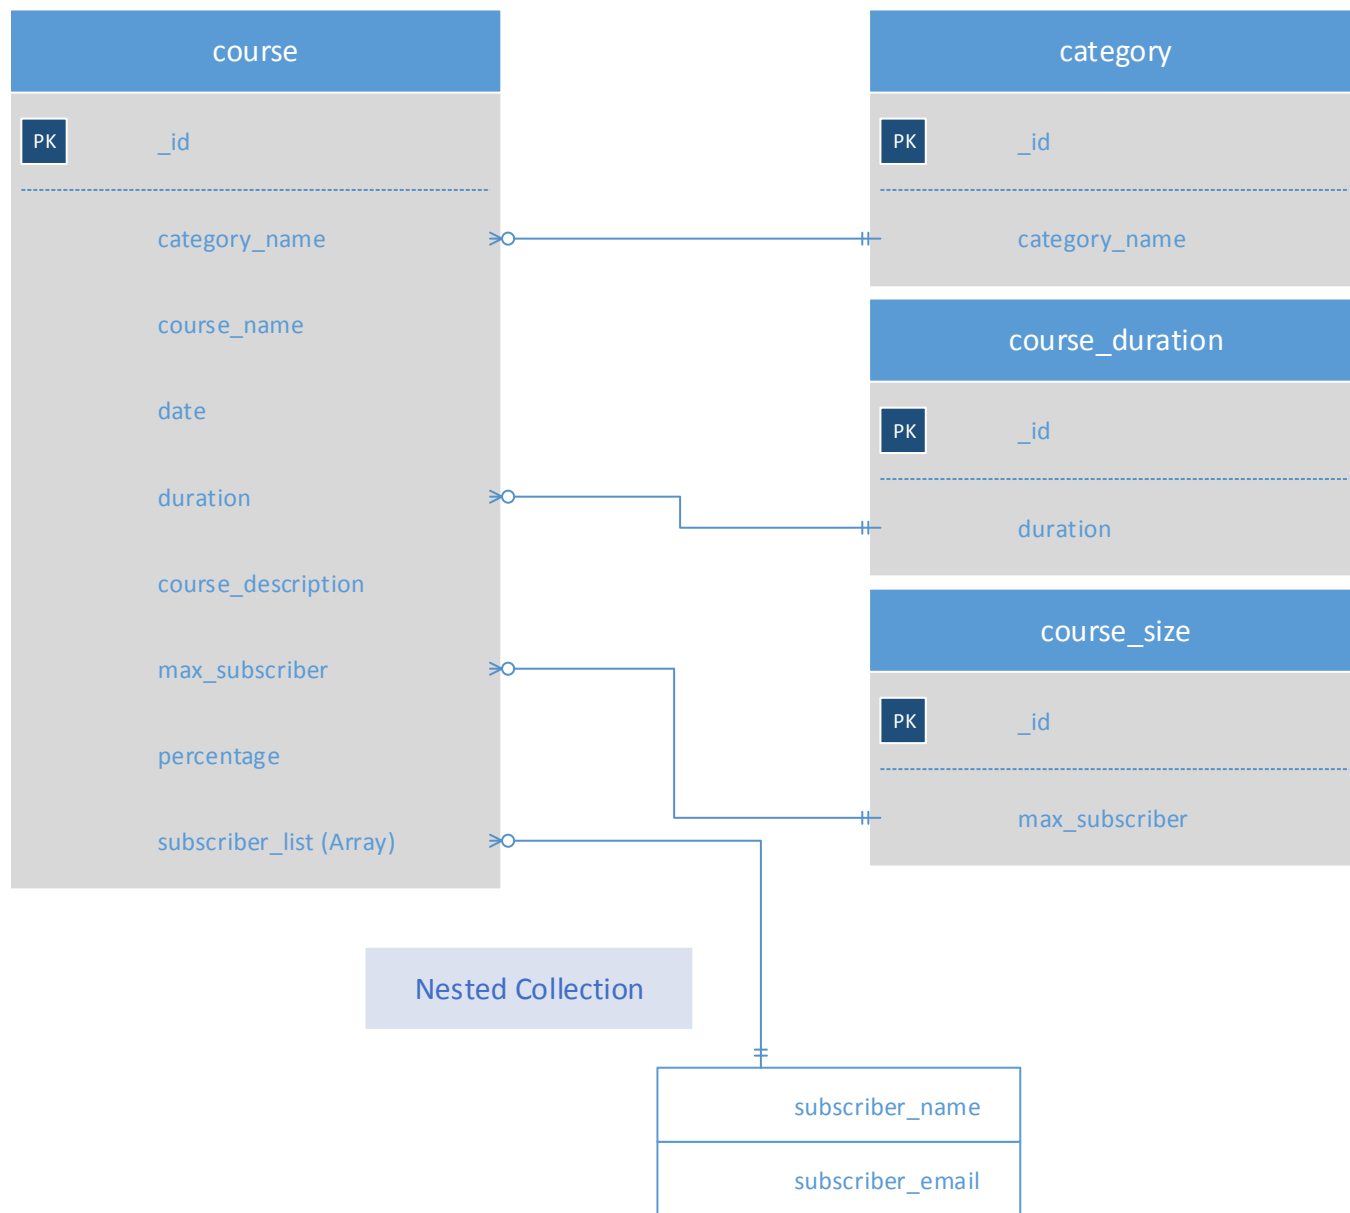 course
PK _id
category_name
course_name
date
duration
course_description
max_subscriber
percentage
subscriber_list (Array)
category
PK _id
category_name
course_duration
PK _id
duration
course_size
PK _id
max_subscriber
Nested Collection
subscriber_name
subscriber_email